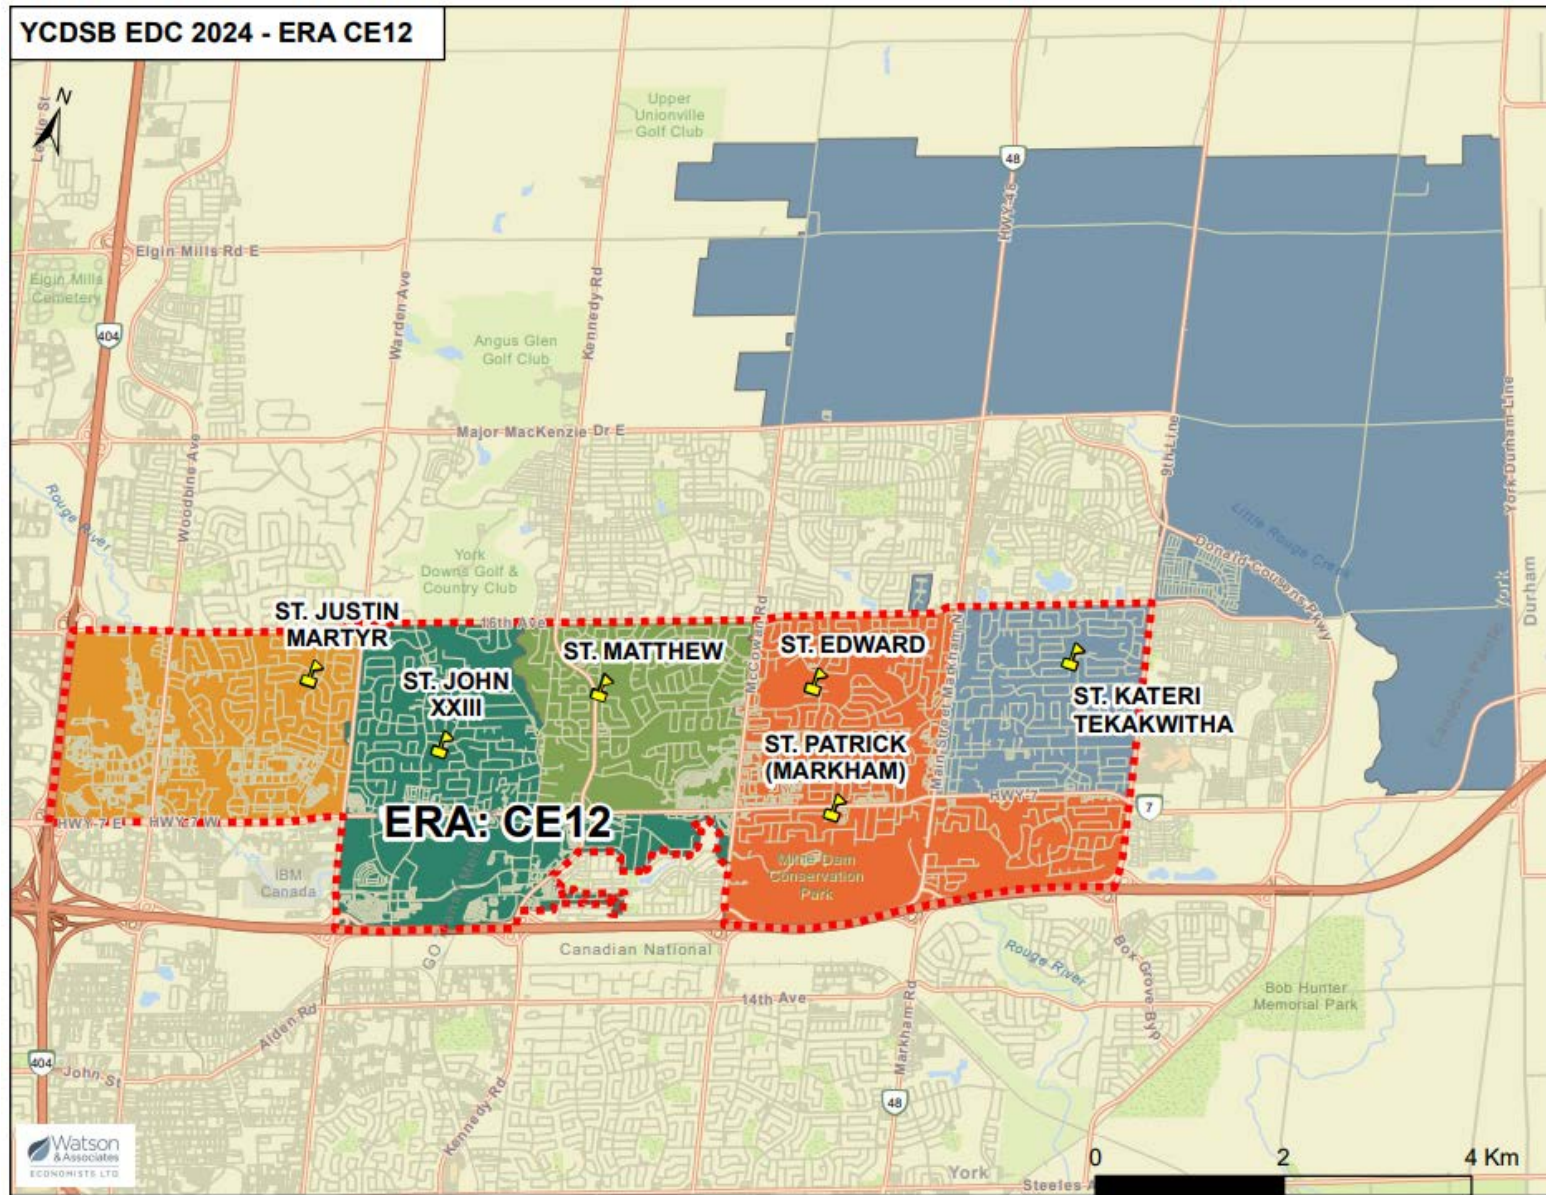 YCDSB EDC 2024 - ERA CE12
N
Leslie St
Upper
Unionville
Golf Club
48
HWY-48
Elgin Mills Rd E
Elgin Mills
Cemetery
404
Warden Ave
Kennedy Rd
Angus Glen
Golf Club
Major MacKenzie Dr E
Woodbine Ave
9th Line
York Durham Line
Rouge River
York
Downs Golf &
Country Club
Little Rouge Creek
Donald Cousens Pkwy
York
Durham
ST. JUSTIN
MARTYR
16th Ave
McCowan Rd
Main Street Markham N
ST. MATTHEW
ST. EDWARD
ST. JOHN
XXIII
ST. KATERI
TEKAKWITHA
ST. PATRICK
(MARKHAM)
HWY-7
7
HWY-7 E
HWY-7 W
ERA: CE12
IBM
Canada
Milne Dam
Conservation
Park
Canadian National
Rouge River
Box Grove Byp
14th Ave
Bob Hunter
Memorial Park
Alden Rd
Markham Rd
404
John St
Kennedy Rd
48
Watson
& Associates
ECONOMISTS LTD
York
Steeles A
0 2 4 Km